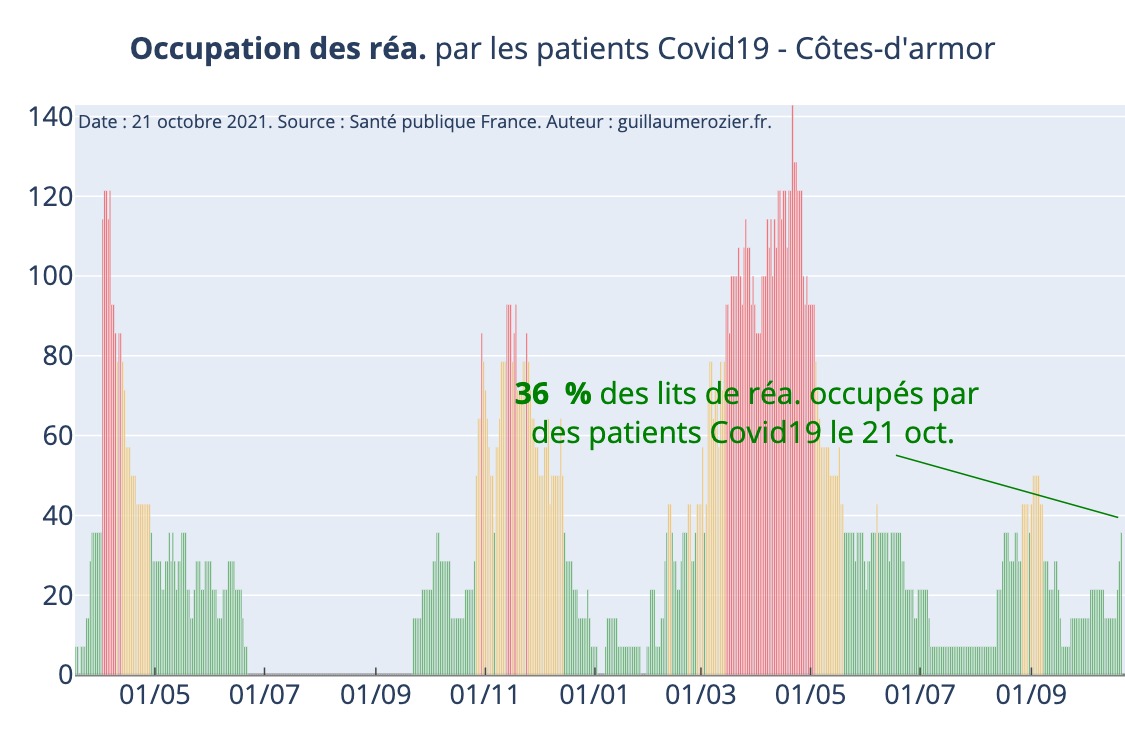 Occupation des réa. par les patients Covid19 - Côtes-d'armor
140
Date : 21 octobre 2021. Source : Santé publique France. Auteur : guillaumerozier.fr.
120
100
80
36 % des lits de réa. occupés par
des patients Covid19 le 21 oct.
60
40
20
0
01/05 01/07 01/09 01/11 01/01 01/03 01/05 01/07 01/09